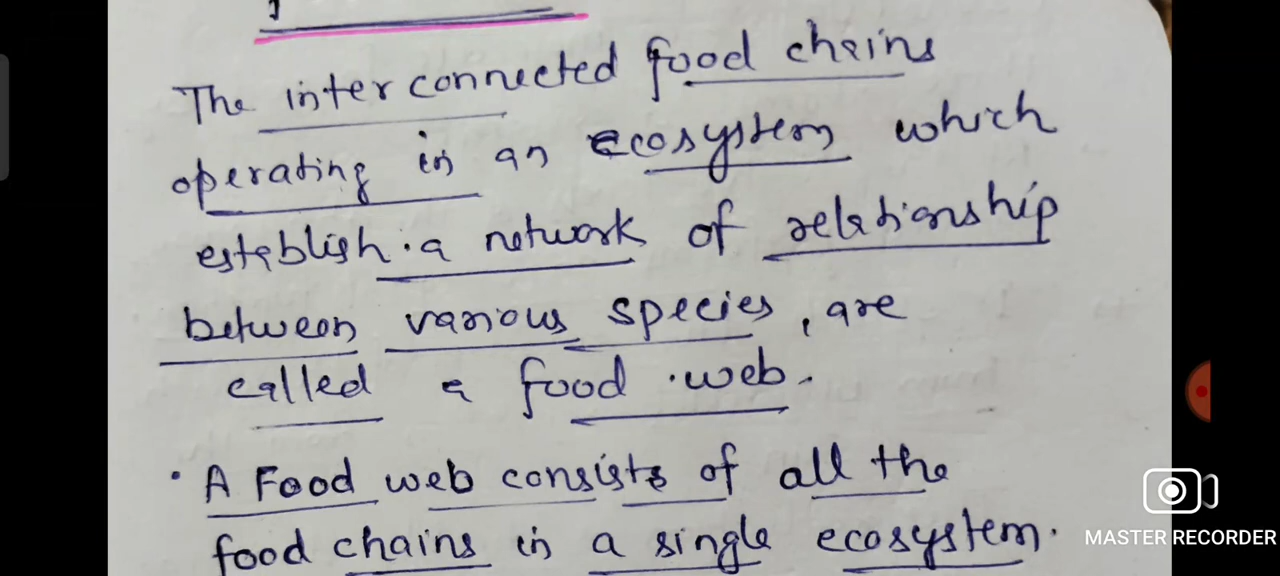 The interconnected food chains
operating in an ecosystem which
establish a network of relationship
between various species, are
called a food web.
• A Food web consists of all the
food chains in a single ecosystem.
MASTER RECORDER